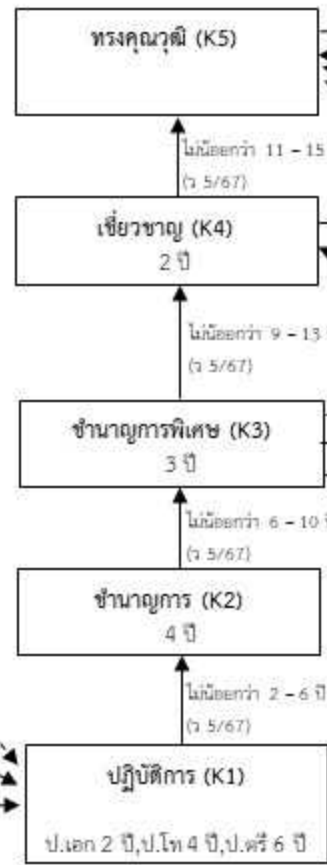 ทรงคุณวุฒิ (K5)
ไม่น้อยกว่า 11 – 15
(ว 5/67)
เชี่ยวชาญ (K4)
2 ปี
ไม่น้อยกว่า 9 – 13
(ว 5/67)
ชำนาญการพิเศษ (K3)
3 ปี
ไม่น้อยกว่า 6 – 10 ปี
(ว 5/67)
ชำนาญการ (K2)
4 ปี
ไม่น้อยกว่า 2 – 6 ปี
(ว 5/67)
ปฏิบัติการ (K1)
ป.เอก 2 ปี,ป.โท 4 ปี,ป.ตรี 6 ปี